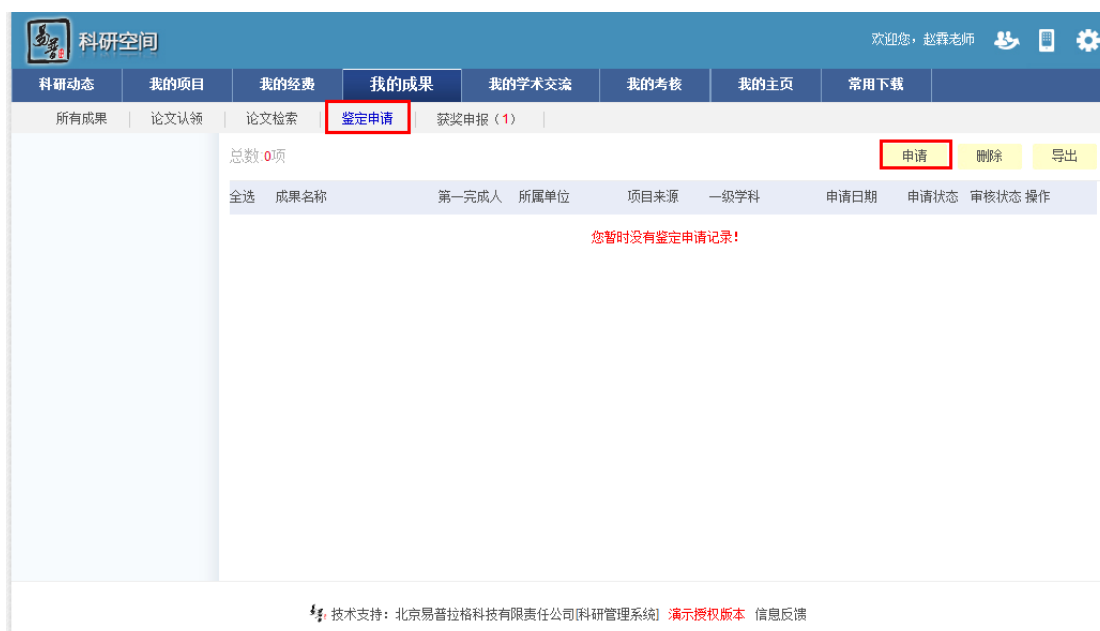 易普 科研空间 欢迎您，赵霖老师
科研动态 我的项目 我的经费 我的成果 我的学术交流 我的考核 我的主页 常用下载
所有成果 论文认领 论文检索 鉴定申请 获奖申报（1）
总数:0项 申请 删除 导出
全选 成果名称 第一完成人 所属单位 项目来源 一级学科 申请日期 申请状态 审核状态 操作
您暂时没有鉴定申请记录！
技术支持：北京易普拉格科技有限责任公司[科研管理系统] 演示授权版本 信息反馈